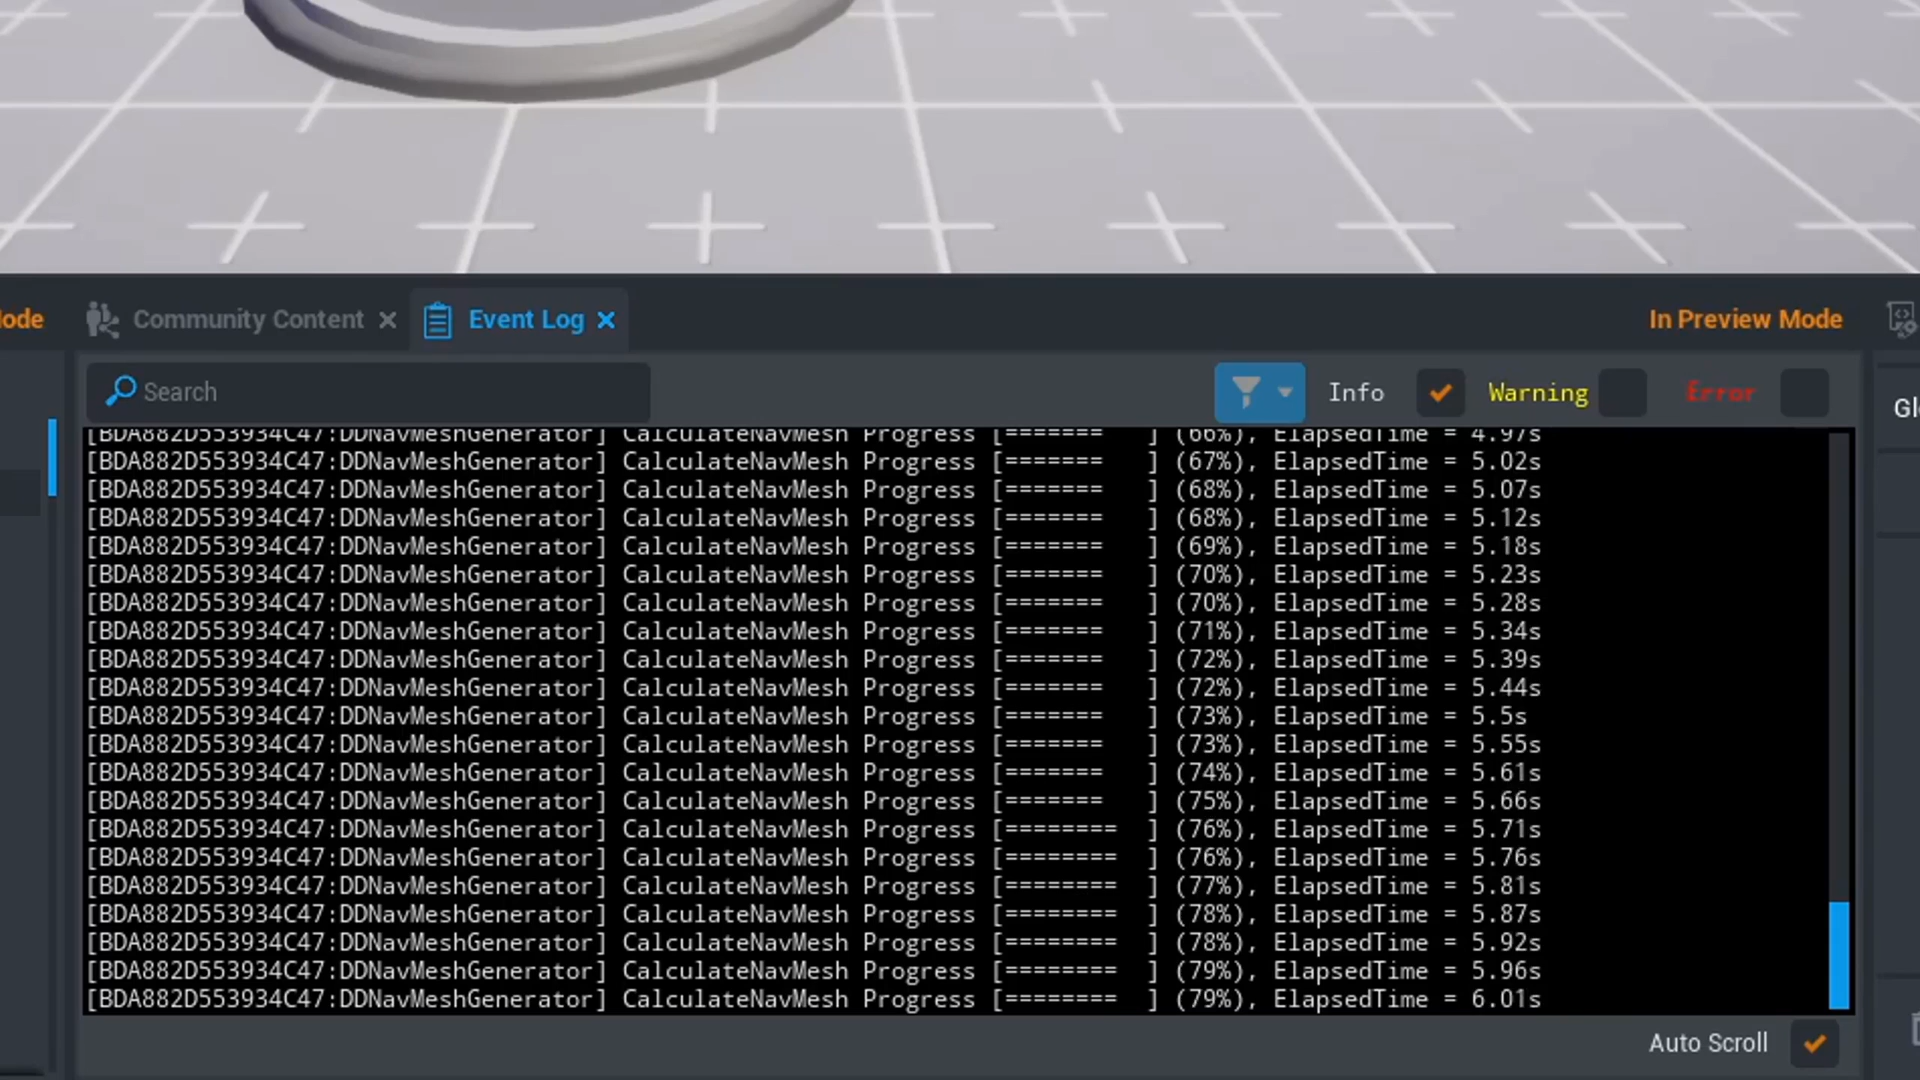 ode
Community Content
Event Log
In Preview Mode
Search
Info
Warning
Error
Gl
[BDA882D553934C47:DDNavMeshGenerator] CalculateNavMesh Progress [=======   ] (66%), ElapsedTime = 4.97s
[BDA882D553934C47:DDNavMeshGenerator] CalculateNavMesh Progress [=======   ] (67%), ElapsedTime = 5.02s
[BDA882D553934C47:DDNavMeshGenerator] CalculateNavMesh Progress [=======   ] (68%), ElapsedTime = 5.07s
[BDA882D553934C47:DDNavMeshGenerator] CalculateNavMesh Progress [=======   ] (68%), ElapsedTime = 5.12s
[BDA882D553934C47:DDNavMeshGenerator] CalculateNavMesh Progress [=======   ] (69%), ElapsedTime = 5.18s
[BDA882D553934C47:DDNavMeshGenerator] CalculateNavMesh Progress [=======   ] (70%), ElapsedTime = 5.23s
[BDA882D553934C47:DDNavMeshGenerator] CalculateNavMesh Progress [=======   ] (70%), ElapsedTime = 5.28s
[BDA882D553934C47:DDNavMeshGenerator] CalculateNavMesh Progress [=======   ] (71%), ElapsedTime = 5.34s
[BDA882D553934C47:DDNavMeshGenerator] CalculateNavMesh Progress [=======   ] (72%), ElapsedTime = 5.39s
[BDA882D553934C47:DDNavMeshGenerator] CalculateNavMesh Progress [=======   ] (72%), ElapsedTime = 5.44s
[BDA882D553934C47:DDNavMeshGenerator] CalculateNavMesh Progress [=======   ] (73%), ElapsedTime = 5.5s
[BDA882D553934C47:DDNavMeshGenerator] CalculateNavMesh Progress [=======   ] (73%), ElapsedTime = 5.55s
[BDA882D553934C47:DDNavMeshGenerator] CalculateNavMesh Progress [=======   ] (74%), ElapsedTime = 5.61s
[BDA882D553934C47:DDNavMeshGenerator] CalculateNavMesh Progress [=======   ] (75%), ElapsedTime = 5.66s
[BDA882D553934C47:DDNavMeshGenerator] CalculateNavMesh Progress [========  ] (76%), ElapsedTime = 5.71s
[BDA882D553934C47:DDNavMeshGenerator] CalculateNavMesh Progress [========  ] (76%), ElapsedTime = 5.76s
[BDA882D553934C47:DDNavMeshGenerator] CalculateNavMesh Progress [========  ] (77%), ElapsedTime = 5.81s
[BDA882D553934C47:DDNavMeshGenerator] CalculateNavMesh Progress [========  ] (78%), ElapsedTime = 5.87s
[BDA882D553934C47:DDNavMeshGenerator] CalculateNavMesh Progress [========  ] (78%), ElapsedTime = 5.92s
[BDA882D553934C47:DDNavMeshGenerator] CalculateNavMesh Progress [========  ] (79%), ElapsedTime = 5.96s
[BDA882D553934C47:DDNavMeshGenerator] CalculateNavMesh Progress [========  ] (79%), ElapsedTime = 6.01s
Auto Scroll